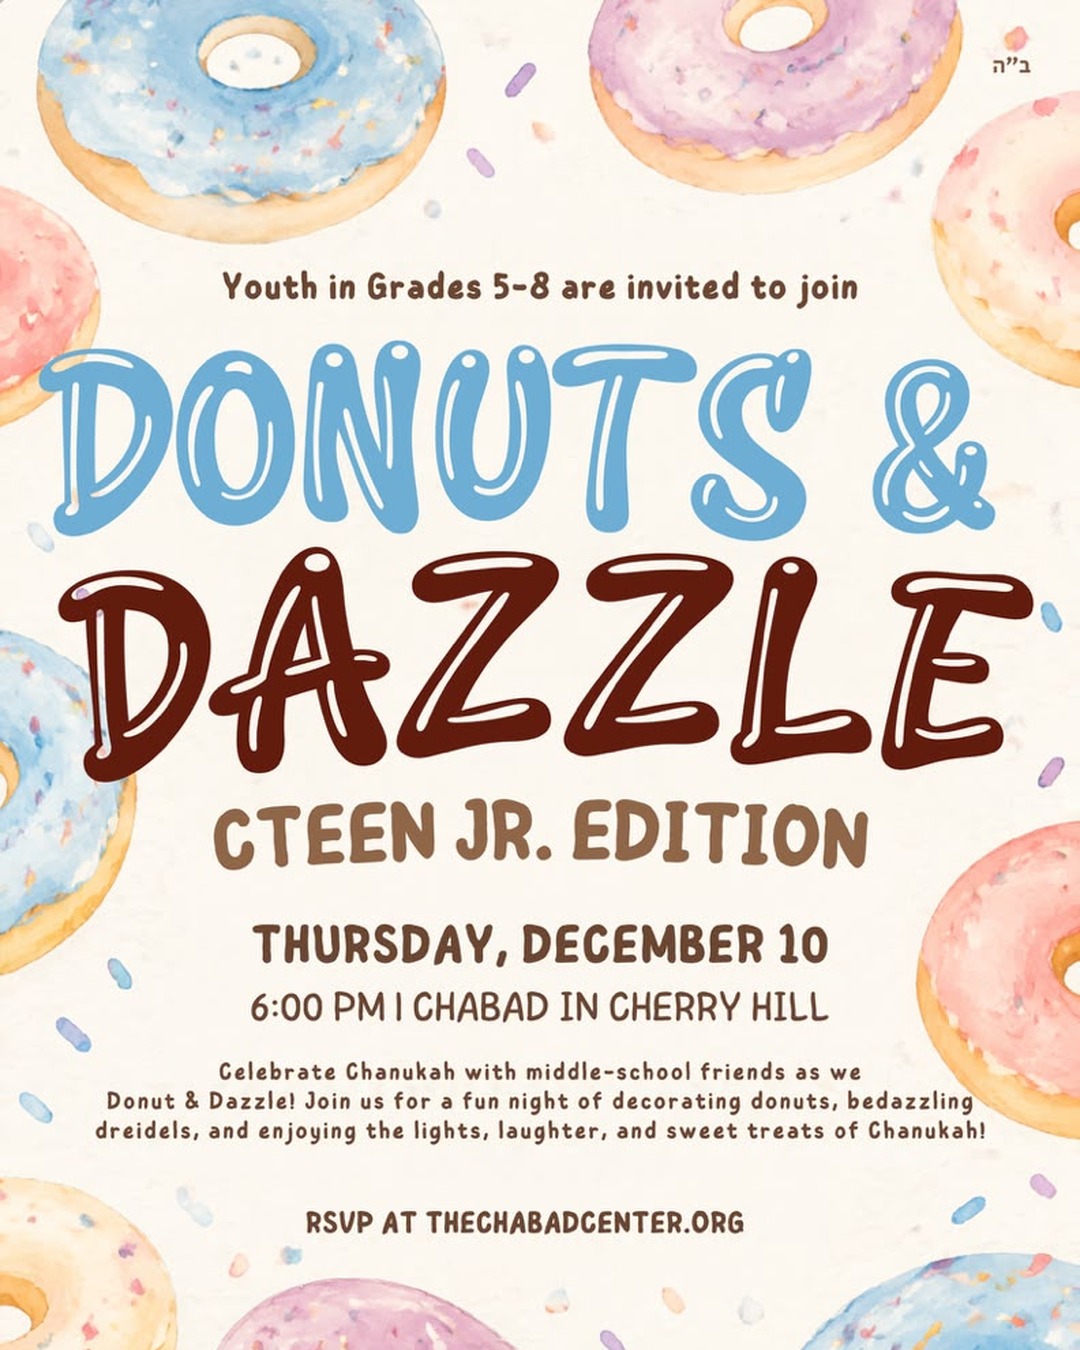 ב"ה
Youth in Grades 5-8 are invited to join
DONUTS &
DAZZLE
CTEEN JR. EDITION
THURSDAY, DECEMBER 10
6:00 PM | CHABAD IN CHERRY HILL
Celebrate Chanukah with middle-school friends as we
Donut & Dazzle! Join us for a fun night of decorating donuts, bedazzling
dreidels, and enjoying the lights, laughter, and sweet treats of Chanukah!
RSVP AT THECHABADCENTER.ORG